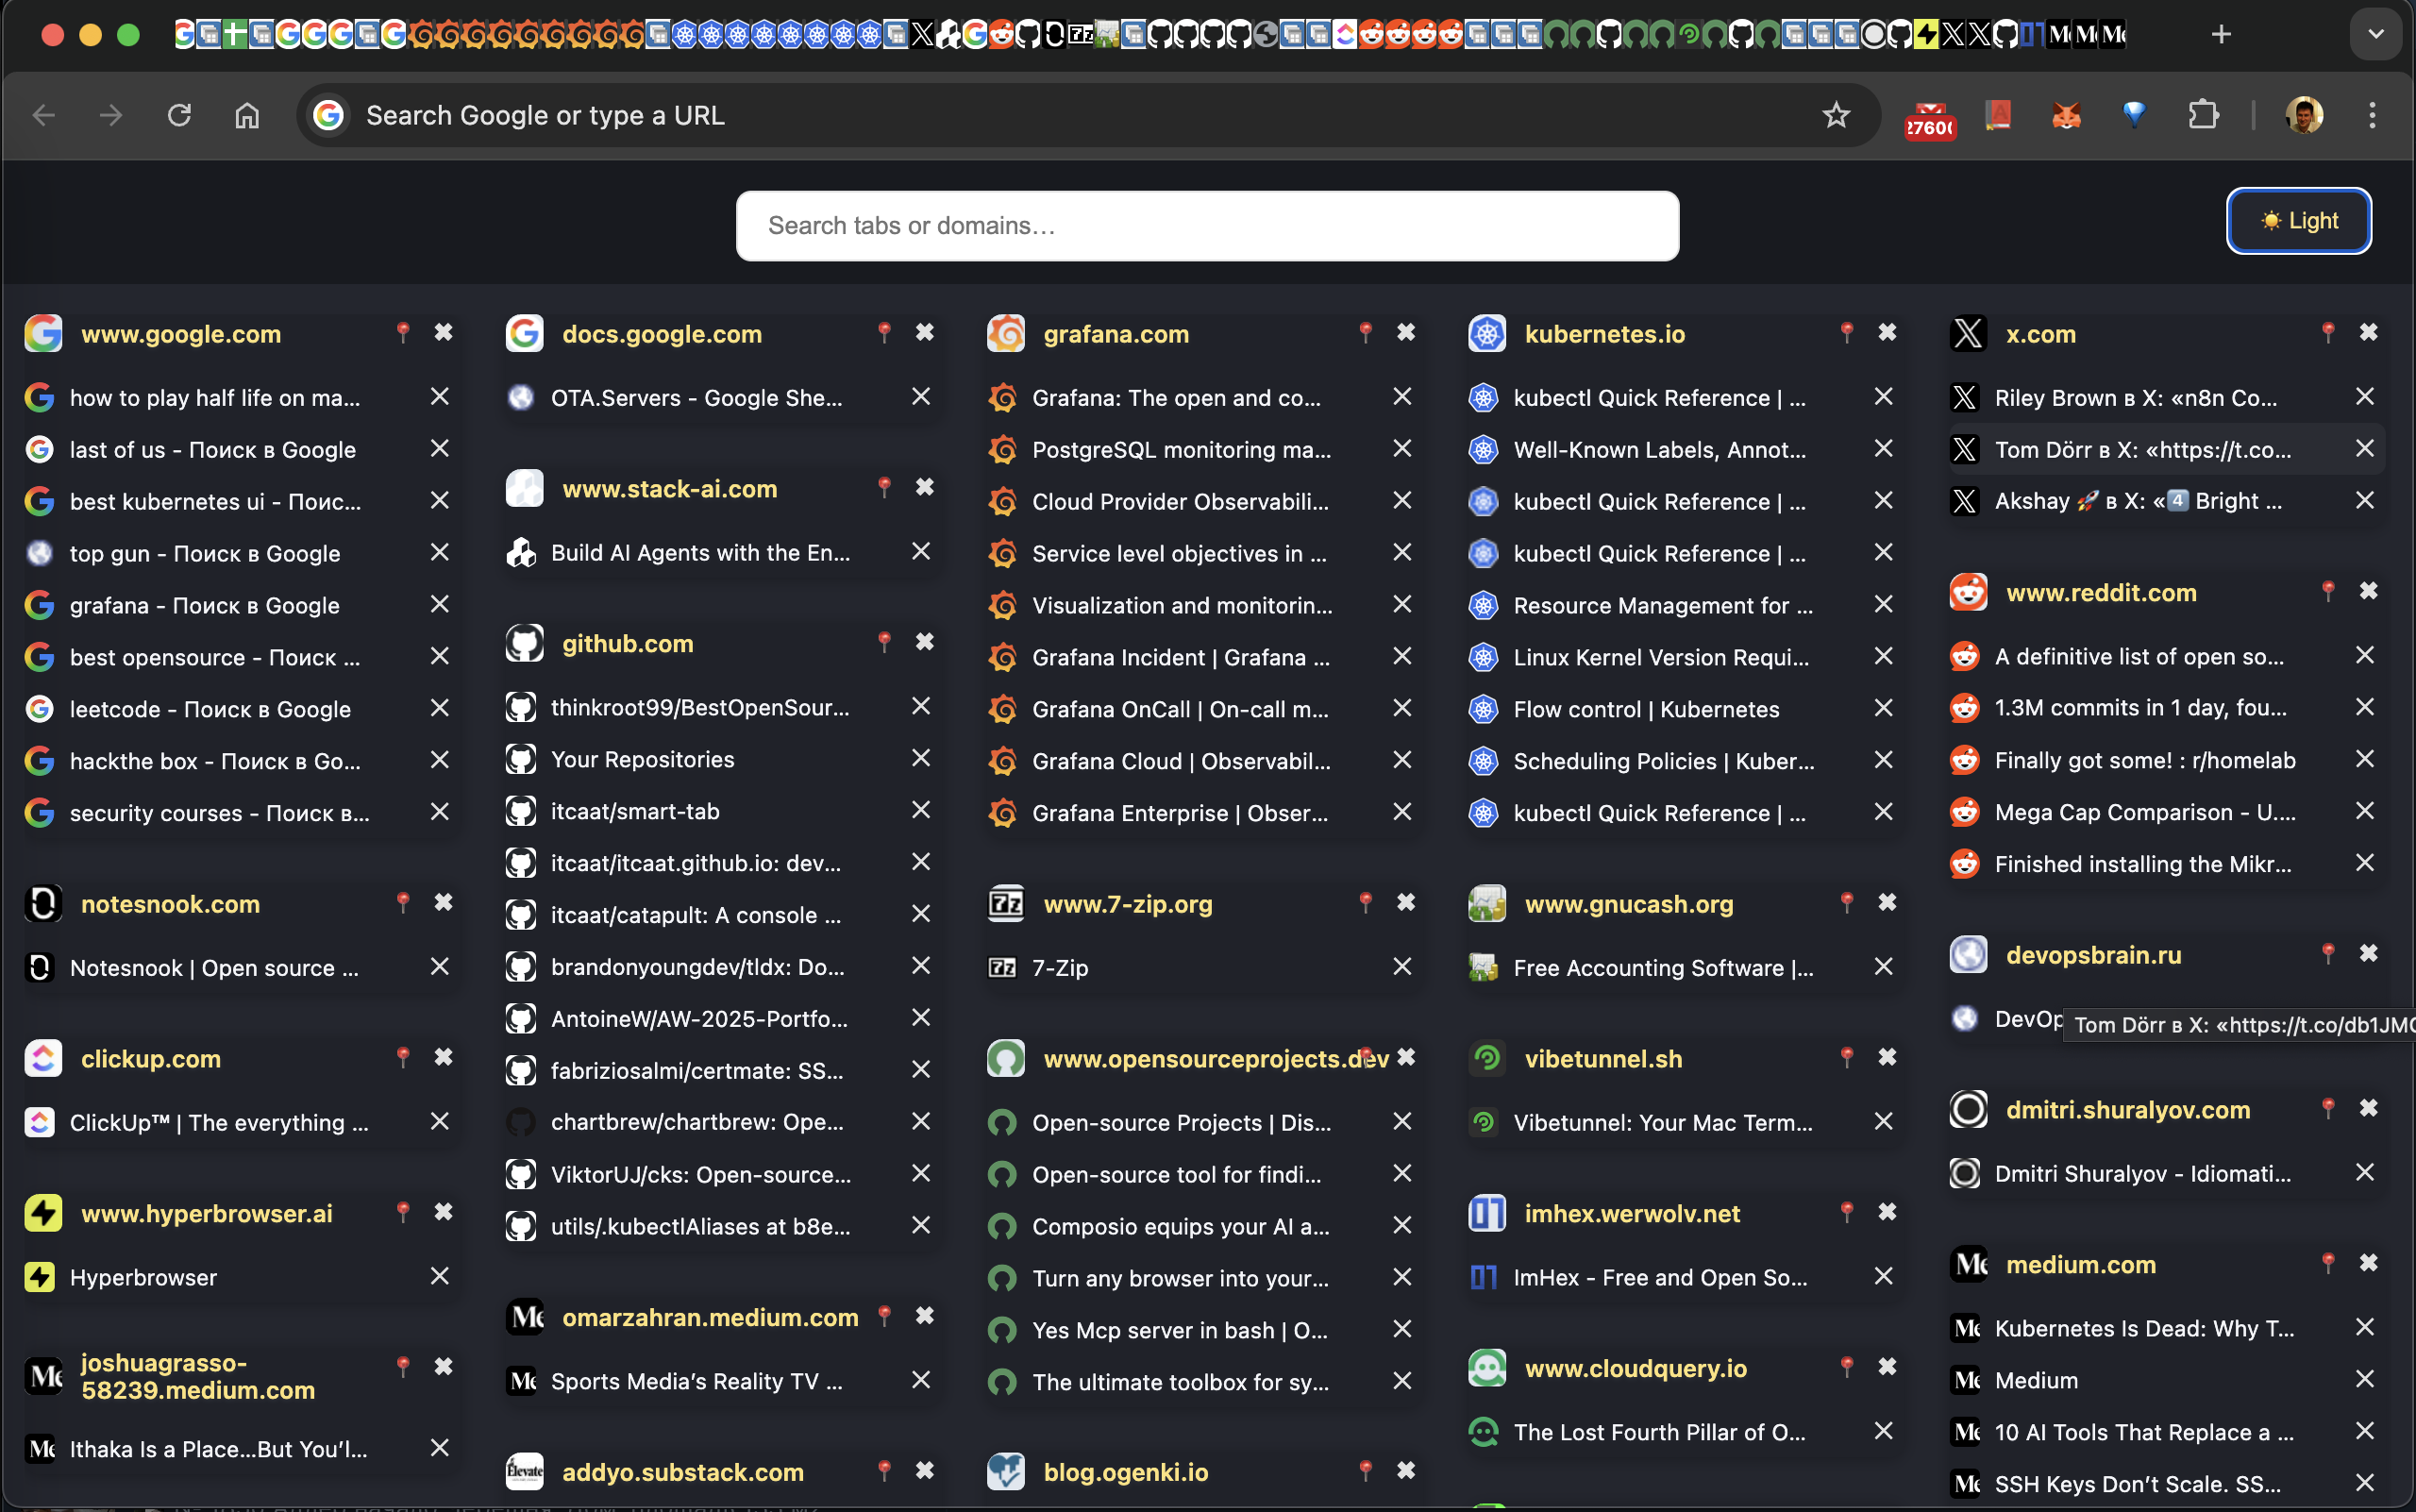 Search Google or type a URL
2760
Search tabs or domains…
Light
www.google.com
how to play half life on ma...
last of us - Поиск в Google
best kubernetes ui - Поис...
top gun - Поиск в Google
grafana - Поиск в Google
best opensource - Поиск ...
leetcode - Поиск в Google
hackthe box - Поиск в Go...
security courses - Поиск в...
notesnook.com
Notesnook | Open source ...
clickup.com
ClickUp™ | The everything ...
www.hyperbrowser.ai
Hyperbrowser
joshuagrasso-
58239.medium.com
Ithaka Is a Place...But You'l...
docs.google.com
OTA.Servers - Google She...
www.stack-ai.com
Build AI Agents with the En...
github.com
thinkroot99/BestOpenSour...
Your Repositories
itcaat/smart-tab
itcaat/itcaat.github.io: dev...
itcaat/catapult: A console ...
brandonyoungdev/tldx: Do...
AntoineW/AW-2025-Portfo...
fabriziosalmi/certmate: SS...
chartbrew/chartbrew: Ope...
ViktorUJ/cks: Open-source...
utils/.kubectlAliases at b8e...
omarzahran.medium.com
Sports Media's Reality TV ...
addyo.substack.com
grafana.com
Grafana: The open and co...
PostgreSQL monitoring ma...
Cloud Provider Observabili...
Service level objectives in ...
Visualization and monitorin...
Grafana Incident | Grafana ...
Grafana OnCall | On-call m...
Grafana Cloud | Observabil...
Grafana Enterprise | Obser...
www.7-zip.org
7-Zip
www.opensourceprojects.dev
Open-source Projects | Dis...
Open-source tool for findi...
Composio equips your AI a...
Turn any browser into your...
Yes Mcp server in bash | O...
The ultimate toolbox for sy...
blog.ogenki.io
kubernetes.io
kubectl Quick Reference | ...
Well-Known Labels, Annot...
kubectl Quick Reference | ...
kubectl Quick Reference | ...
Resource Management for ...
Linux Kernel Version Requi...
Flow control | Kubernetes
Scheduling Policies | Kuber...
kubectl Quick Reference | ...
www.gnucash.org
Free Accounting Software |...
vibetunnel.sh
Vibetunnel: Your Mac Term...
imhex.werwolv.net
ImHex - Free and Open So...
www.cloudquery.io
The Lost Fourth Pillar of O...
x.com
Riley Brown в X: «n8n Co...
Tom Dörr в X: «https://t.co...
Akshay 🚀 в X: «4️⃣ Bright ...
www.reddit.com
A definitive list of open so...
1.3M commits in 1 day, fou...
Finally got some! : r/homelab
Mega Cap Comparison - U....
Finished installing the Mikr...
devopsbrain.ru
DevOp
Tom Dörr в X: «https://t.co/db1JM
dmitri.shuralyov.com
Dmitri Shuralyov - Idiomati...
medium.com
Kubernetes Is Dead: Why T...
Medium
10 AI Tools That Replace a ...
SSH Keys Don't Scale. SS...